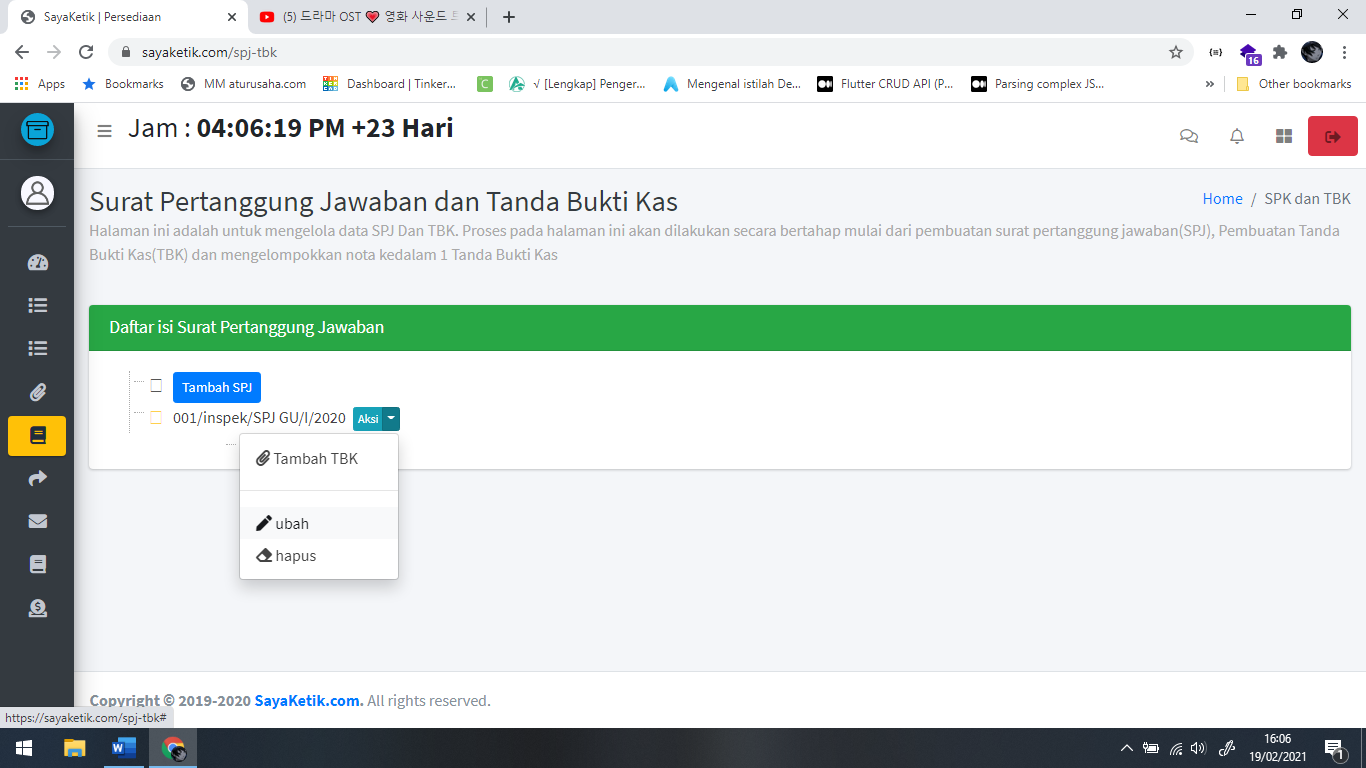 SayaKetik | Persediaan
(5) 드라마 OST 💗 영화 사운드 트
sayaketik.com/spj-tbk
16
Apps
Bookmarks
MM aturusaha.com
Dashboard | Tinker...
C
√ [Lengkap] Penger...
Mengenal istilah De...
Flutter CRUD API (P...
Parsing complex JS...
»
Other bookmarks
Jam : 04:06:19 PM +23 Hari
Surat Pertanggung Jawaban dan Tanda Bukti Kas
Home / SPK dan TBK
Halaman ini adalah untuk mengelola data SPJ Dan TBK. Proses pada halaman ini akan dilakukan secara bertahap mulai dari pembuatan surat pertanggung jawaban(SPJ), Pembuatan Tanda
Bukti Kas(TBK) dan mengelompokkan nota kedalam 1 Tanda Bukti Kas
Daftar isi Surat Pertanggung Jawaban
Tambah SPJ
001/inspek/SPJ GU/I/2020 Aksi
Tambah TBK
ubah
hapus
Copyright © 2019-2020 SayaKetik.com. All rights reserved.
https://sayaketik.com/spj-tbk#
16:06
19/02/2021
1